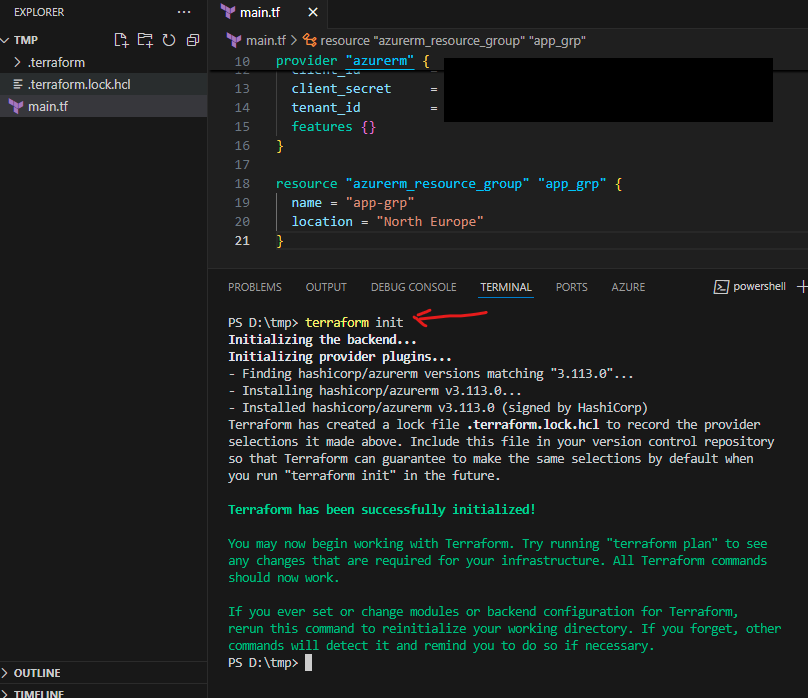 EXPLORER
main.tf
TMP
main.tf > resource "azurerm_resource_group" "app_grp"
.terraform
.terraform.lock.hcl
main.tf
10 provider "azurerm" {
12 client_id =
13 client_secret =
14 tenant_id =
15 features {}
16 }
17
18 resource "azurerm_resource_group" "app_grp" {
19 name = "app-grp"
20 location = "North Europe"
21 }
PROBLEMS OUTPUT DEBUG CONSOLE TERMINAL PORTS AZURE powershell
PS D:\tmp> terraform init
Initializing the backend...
Initializing provider plugins...
- Finding hashicorp/azurerm versions matching "3.113.0"...
- Installing hashicorp/azurerm v3.113.0...
- Installed hashicorp/azurerm v3.113.0 (signed by HashiCorp)
Terraform has created a lock file .terraform.lock.hcl to record the provider
selections it made above. Include this file in your version control repository
so that Terraform can guarantee to make the same selections by default when
you run "terraform init" in the future.
Terraform has been successfully initialized!
You may now begin working with Terraform. Try running "terraform plan" to see
any changes that are required for your infrastructure. All Terraform commands
should now work.
If you ever set or change modules or backend configuration for Terraform,
rerun this command to reinitialize your working directory. If you forget, other
commands will detect it and remind you to do so if necessary.
PS D:\tmp>
OUTLINE
TIMELINE